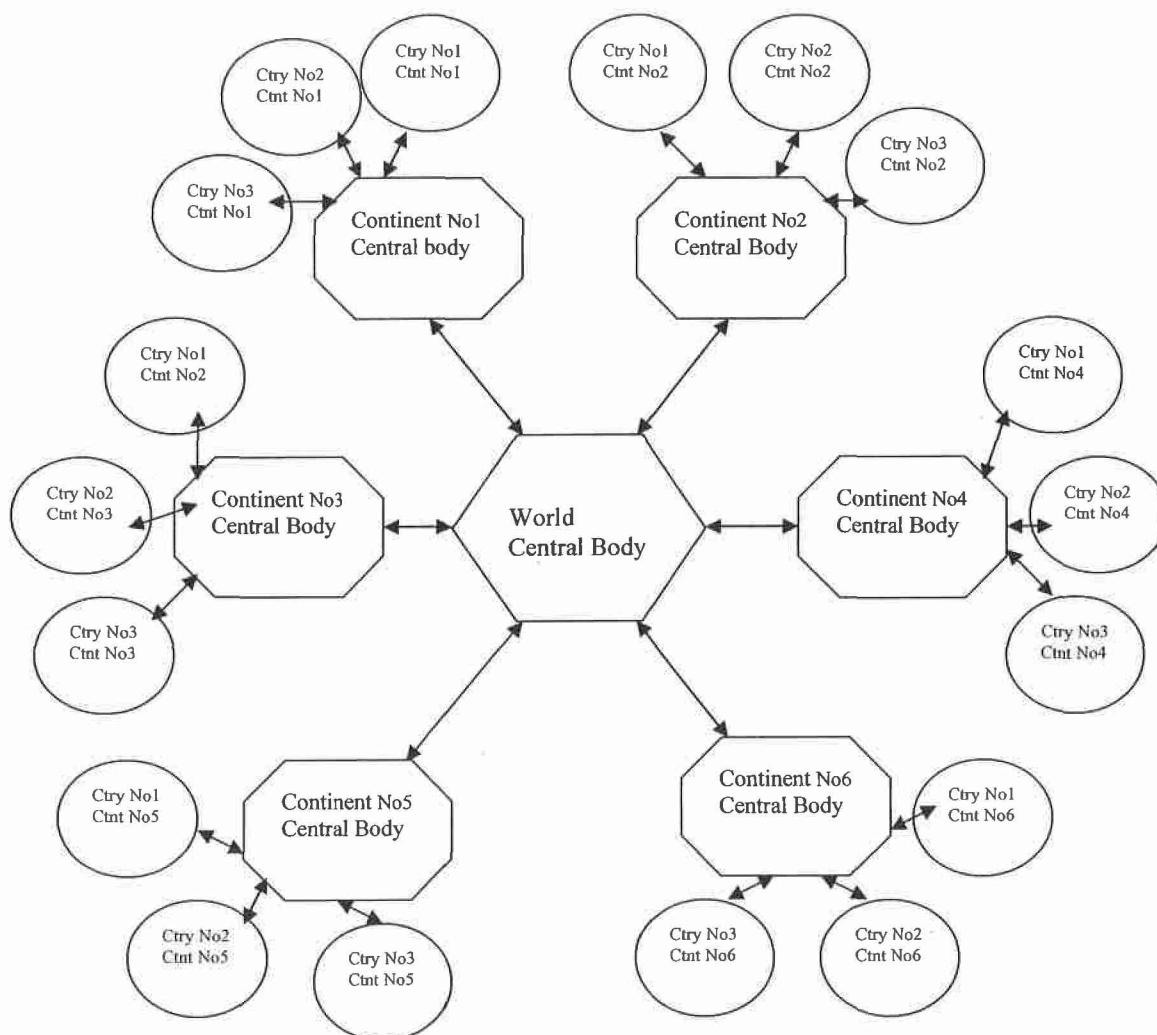 Ctry No2
Ctnt No1
Ctry No1
Ctnt No1
Ctry No1
Ctnt No2
Ctry No2
Ctnt No2
Ctry No3
Ctnt No1
Continent No1
Central body
Continent No2
Central Body
Ctry No3
Ctnt No2
Ctry No1
Ctnt No2
Ctry No1
Ctnt No4
Ctry No2
Ctnt No3
Continent No3
Central Body
World
Central Body
Continent No4
Central Body
Ctry No2
Ctnt No4
Ctry No3
Ctnt No3
Ctry No3
Ctnt No4
Ctry No1
Ctnt No5
Continent No5
Central Body
Continent No6
Central Body
Ctry No1
Ctnt No6
Ctry No2
Ctnt No5
Ctry No3
Ctnt No5
Ctry No3
Ctnt No6
Ctry No2
Ctnt No6